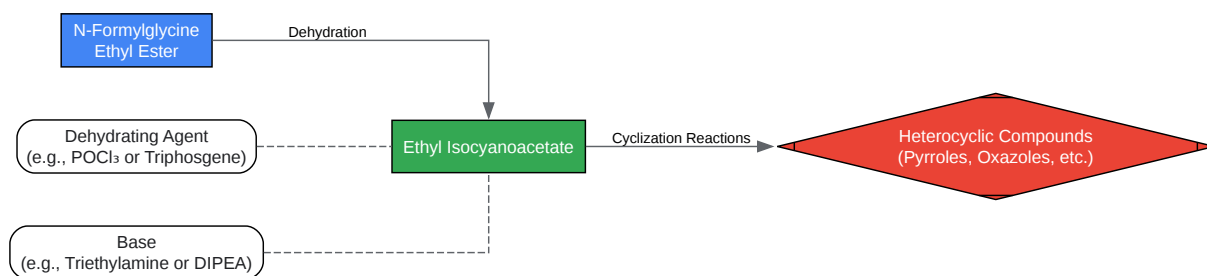 N-Formylglycine
Ethyl Ester
Dehydration
Dehydrating Agent
(e.g., POCl₃ or Triphosgene)
Ethyl Isocyanoacetate
Cyclization Reactions
Heterocyclic Compounds
(Pyrroles, Oxazoles, etc.)
Base
(e.g., Triethylamine or DIPEA)